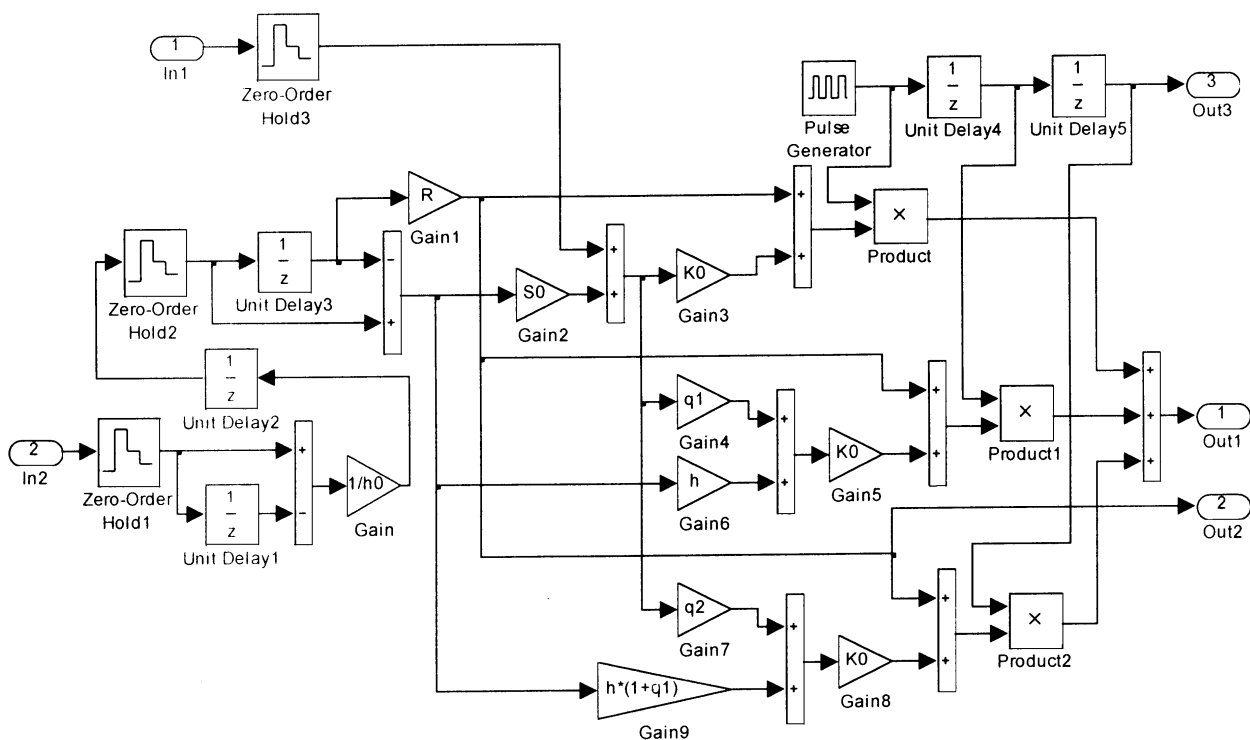 1
In1
Zero-Order
Hold3
Pulse
Generator
1
z
Unit Delay4
1
z
Unit Delay5
3
Out3
R
Gain1
+
+
×
Product
Zero-Order
Hold2
1
z
Unit Delay3
−
+
S0
Gain2
+
+
K0
Gain3
1
z
Unit Delay2
2
In2
Zero-Order
Hold1
1
z
Unit Delay1
+
−
1/h0
Gain
q1
Gain4
h
Gain6
+
+
K0
Gain5
+
+
×
Product1
+
+
+
1
Out1
2
Out2
q2
Gain7
h*(1+q1)
Gain9
+
+
K0
Gain8
+
+
×
Product2